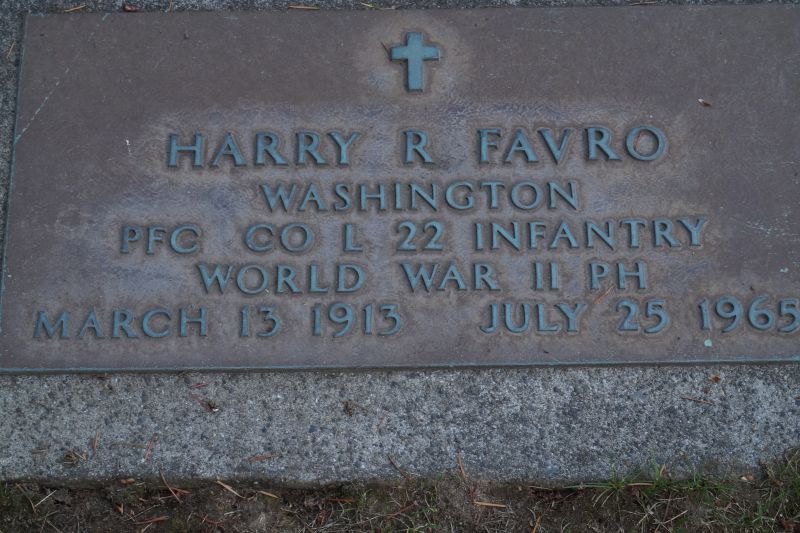 HARRY R FAVRO
WASHINGTON
PFC CO L 22 INFANTRY
WORLD WAR II PH
MARCH 13 1913 JULY 25 1965